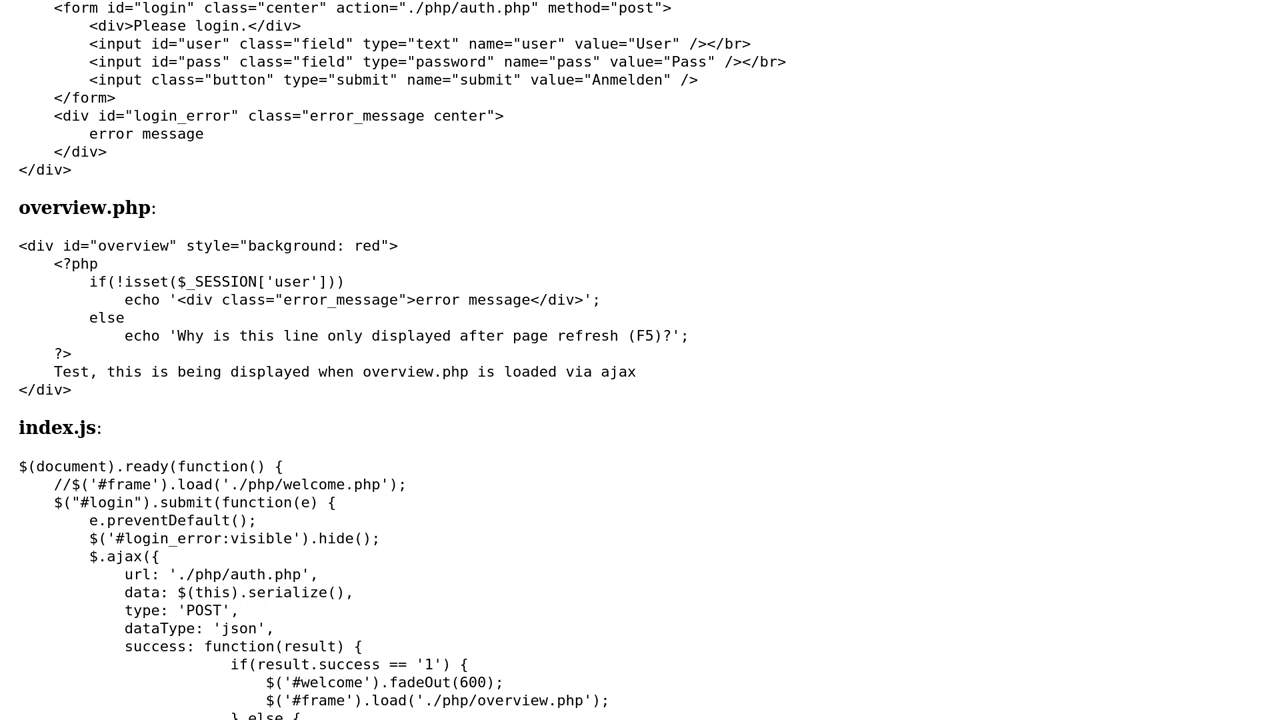 <form id="login" class="center" action="./php/auth.php" method="post">
<div>Please login.</div>
<input id="user" class="field" type="text" name="user" value="User" /></br>
<input id="pass" class="field" type="password" name="pass" value="Pass" /></br>
<input class="button" type="submit" name="submit" value="Anmelden" />
</form>
<div id="login_error" class="error_message center">
error message
</div>
</div>
overview.php:
<div id="overview" style="background: red">
<?php
if(!isset($_SESSION['user']))
echo '<div class="error_message">error message</div>';
else
echo 'Why is this line only displayed after page refresh (F5)?';
?>
Test, this is being displayed when overview.php is loaded via ajax
</div>
index.js:
$(document).ready(function() {
//$('#frame').load('./php/welcome.php');
$("#login").submit(function(e) {
e.preventDefault();
$('#login_error:visible').hide();
$.ajax({
url: './php/auth.php',
data: $(this).serialize(),
type: 'POST',
dataType: 'json',
success: function(result) {
if(result.success == '1') {
$('#welcome').fadeOut(600);
$('#frame').load('./php/overview.php');
} else {